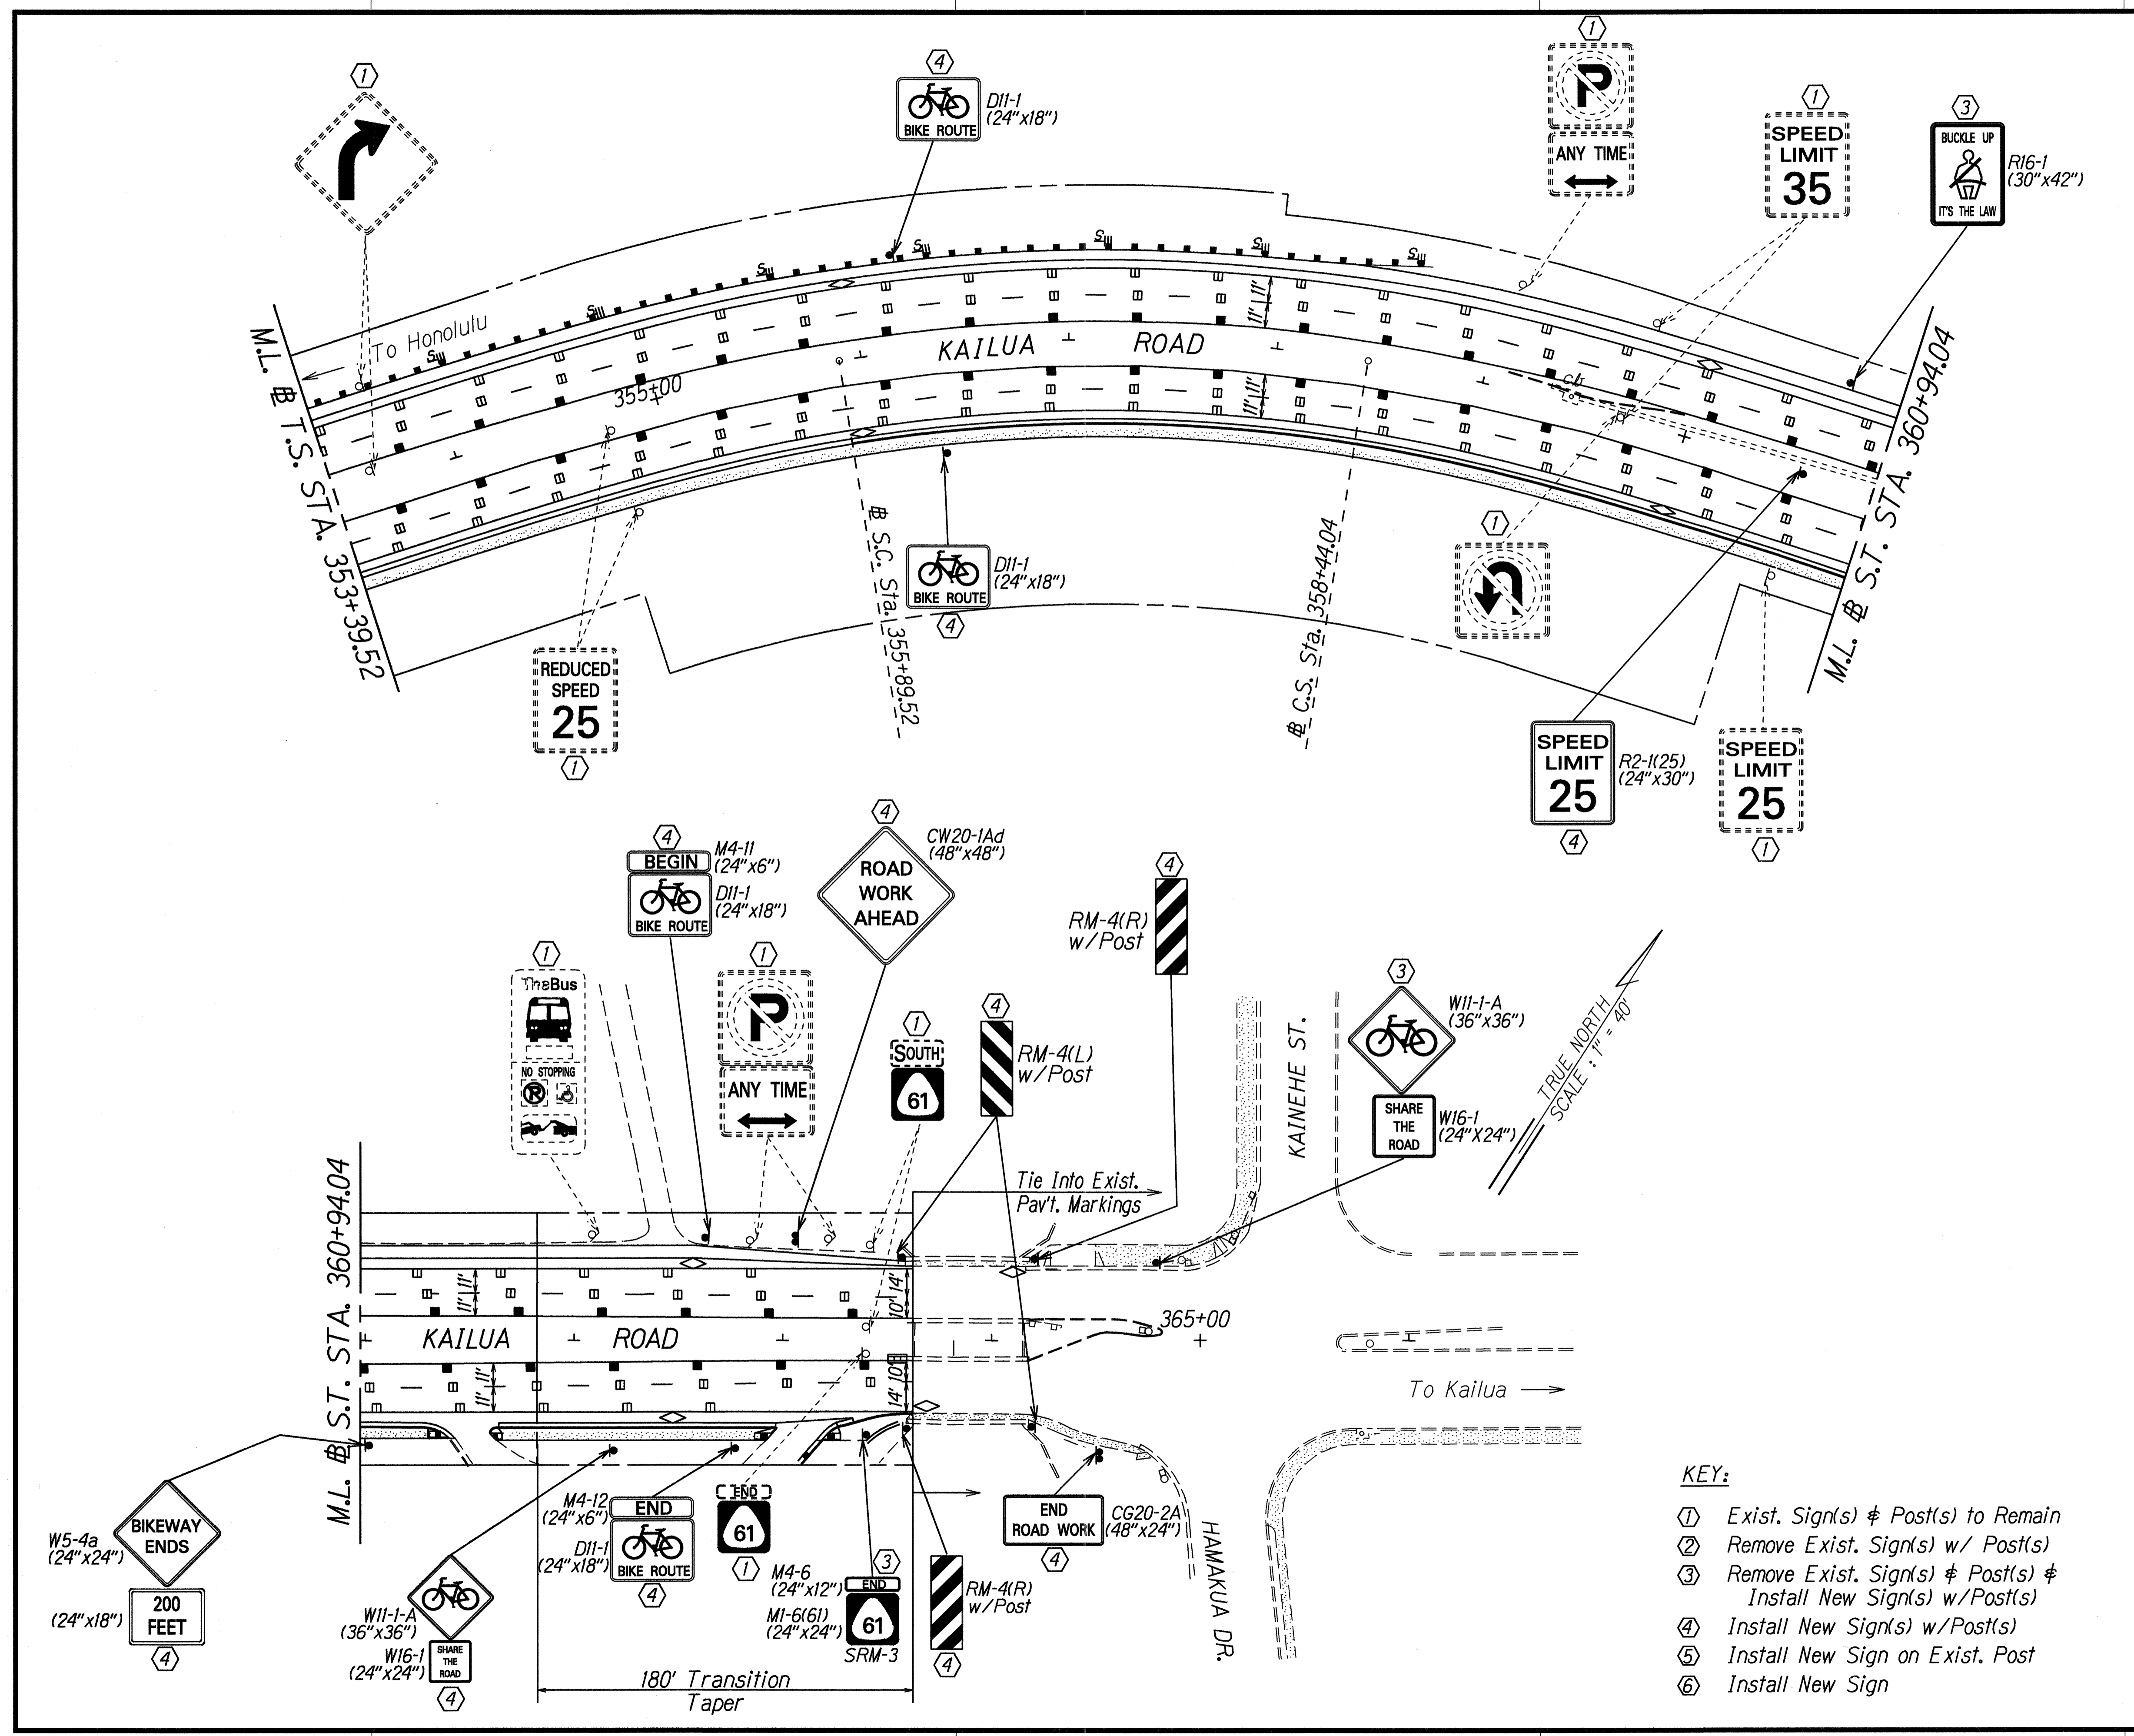 1
1
4
BIKE ROUTE
D11-1
(24"x18")
ANY TIME
1
SPEED
LIMIT
35
3
BUCKLE UP
IT'S THE LAW
R16-1
(30"x42")
To Honolulu
S
S
S
S
S
S
S
11' 11'
KAILUA ROAD
355+00
11' 11'
M.L. ⅊ T.S. STA. 353+39.52
M.L. ⅊ S.T. STA. 360+94.04
⅊ S.C. Sta. 355+89.52
⅊ C.S. Sta. 358+44.04
BIKE ROUTE
D11-1
(24"x18")
4
1
REDUCED
SPEED
25
1
SPEED
LIMIT
25
R2-1(25)
(24"x30")
4
SPEED
LIMIT
25
1
4
BEGIN
M4-11
(24"x6")
BIKE ROUTE
D11-1
(24"x18")
4
ROAD
WORK
AHEAD
CW20-1Ad
(48"x48")
4
RM-4(R)
w/Post
1
TheBus
NO STOPPING
1
ANY TIME
1
SOUTH
61
4
RM-4(L)
w/Post
3
W11-1-A
(36"x36")
SHARE
THE
ROAD
W16-1
(24"X24")
KAINEHE ST.
TRUE NORTH
SCALE : 1" = 40'
Tie Into Exist.
Pav't. Markings
M.L. ⅊ S.T. STA. 360+94.04
11' 11'
10' 14'
KAILUA ROAD
365+00
11' 11'
14' 10'
To Kailua
BIKEWAY
ENDS
W5-4a
(24"x24")
200
FEET
(24"x18")
4
W11-1-A
(36"x36")
SHARE
THE
ROAD
W16-1
(24"x24")
4
M4-12
(24"x6")
END
D11-1
(24"x18")
BIKE ROUTE
4
END
61
1
3
M4-6
(24"x12")
END
M1-6(61)
(24"x24")
61
SRM-3
RM-4(R)
w/Post
4
END
ROAD WORK
CG20-2A
(48"x24")
4
HAMAKUA DR.
180' Transition
Taper
KEY:
1 Exist. Sign(s) & Post(s) to Remain
2 Remove Exist. Sign(s) w/ Post(s)
3 Remove Exist. Sign(s) & Post(s) &
Install New Sign(s) w/Post(s)
4 Install New Sign(s) w/Post(s)
5 Install New Sign on Exist. Post
6 Install New Sign